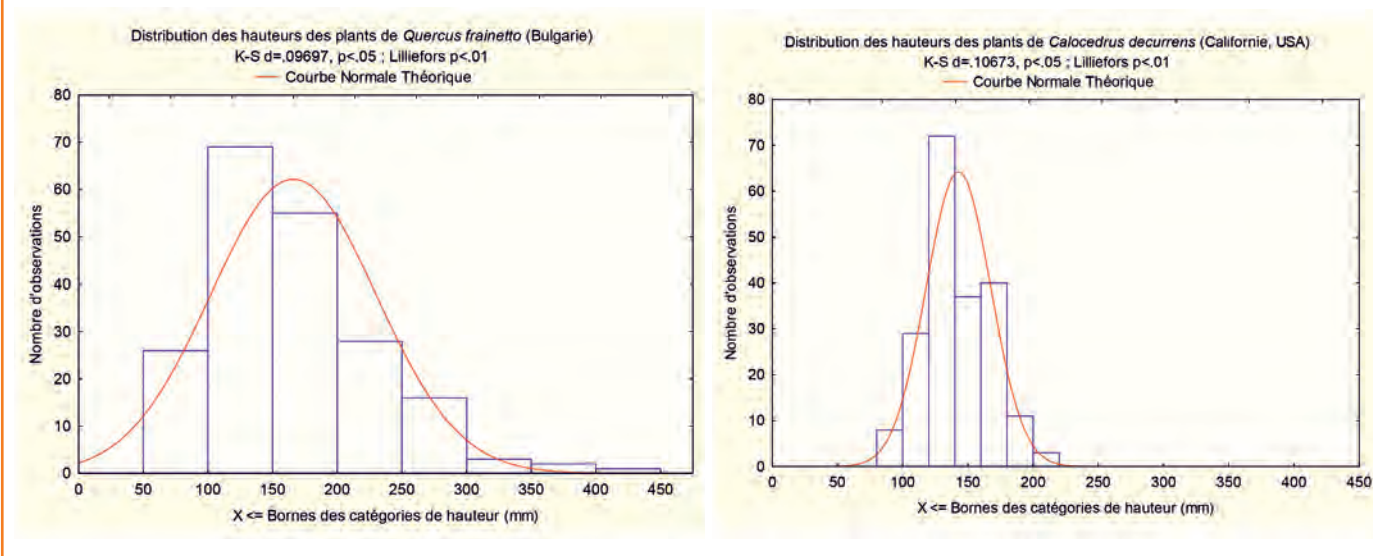 Distribution des hauteurs des plants de Quercus frainetto (Bulgarie)
K-S d=.09697, p<.05 ; Lilliefors p<.01
Courbe Normale Théorique
80
70
60
50
40
30
20
10
0
Nombre d'observations
0 50 100 150 200 250 300 350 400 450
X <= Bornes des catégories de hauteur (mm)
Distribution des hauteurs des plants de Calocedrus decurrens (Californie, USA)
K-S d=.10673, p<.05 ; Lilliefors p<.01
Courbe Normale Théorique
80
70
60
50
40
30
20
10
0
Nombre d'observations
0 50 100 150 200 250 300 350 400 450
X <= Bornes des catégories de hauteur (mm)